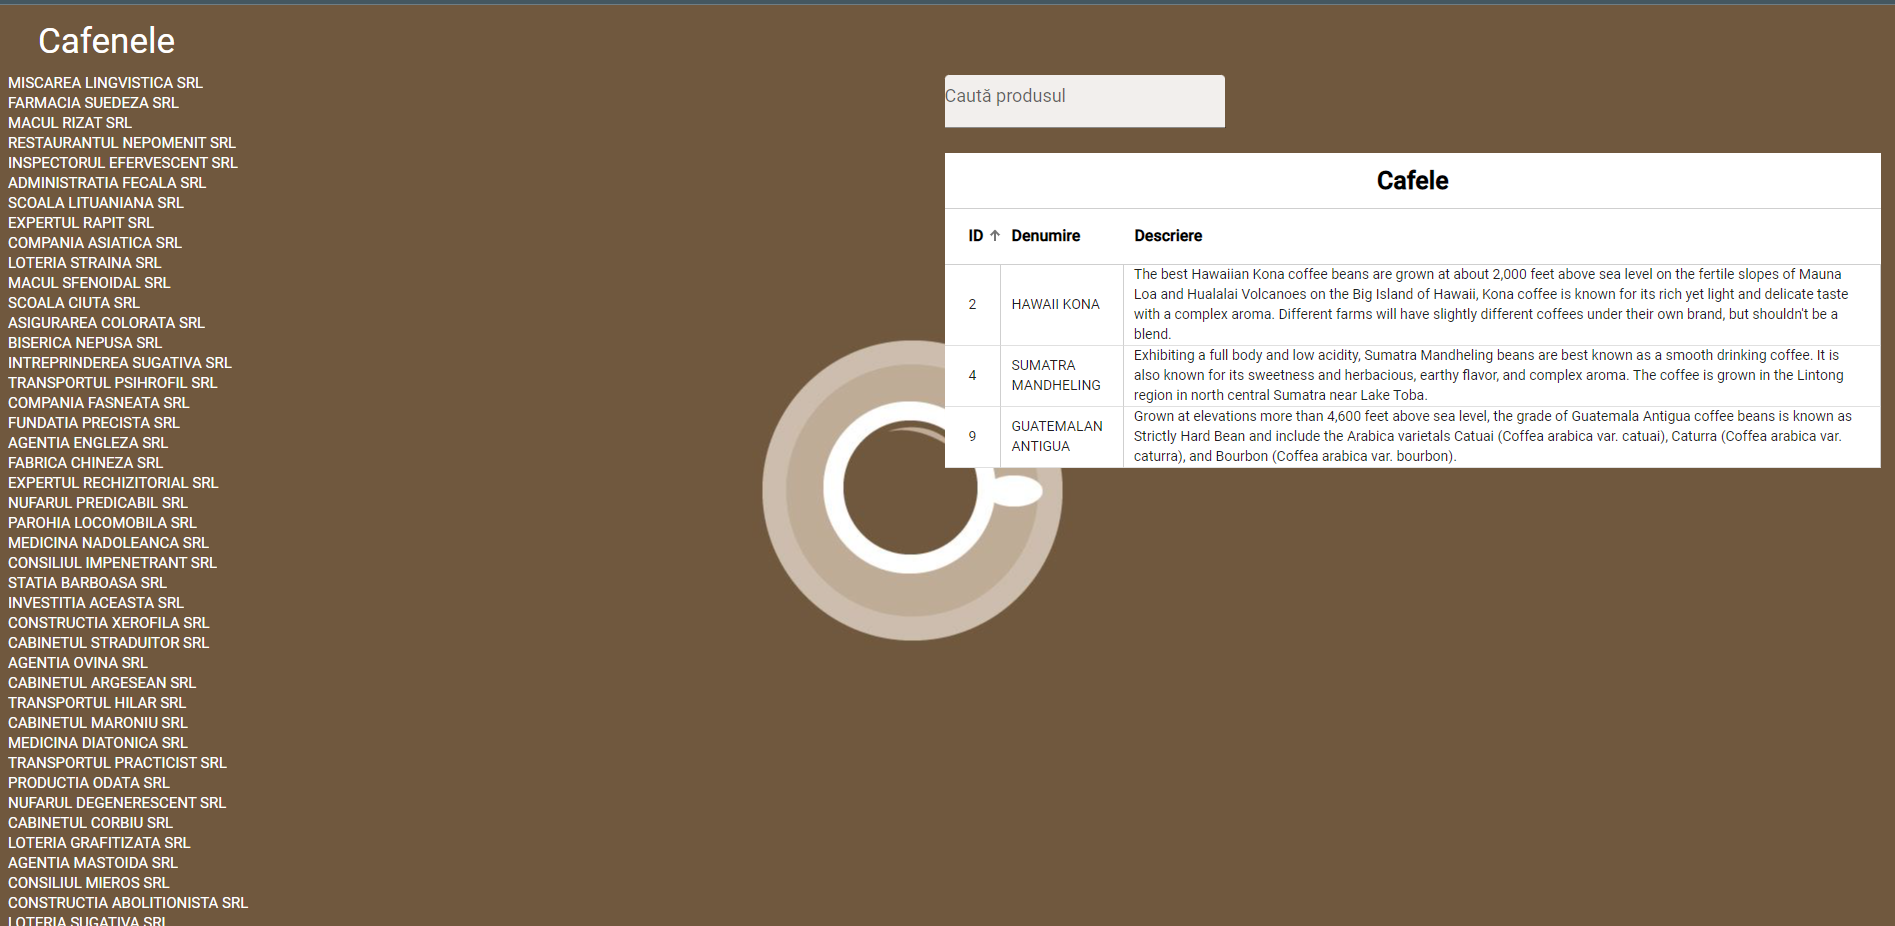 Cafenele
MISCAREA LINGVISTICA SRL
FARMACIA SUEDEZA SRL
MACUL RIZAT SRL
RESTAURANTUL NEPOMENIT SRL
INSPECTORUL EFERVESCENT SRL
ADMINISTRATIA FECALA SRL
SCOALA LITUANIANA SRL
EXPERTUL RAPIT SRL
COMPANIA ASIATICA SRL
LOTERIA STRAINA SRL
MACUL SFENOIDAL SRL
SCOALA CIUTA SRL
ASIGURAREA COLORATA SRL
BISERICA NEPUSA SRL
INTREPRINDEREA SUGATIVA SRL
TRANSPORTUL PSIHROFIL SRL
COMPANIA FASNEATA SRL
FUNDATIA PRECISTA SRL
AGENTIA ENGLEZA SRL
FABRICA CHINEZA SRL
EXPERTUL RECHIZITORIAL SRL
NUFARUL PREDICABIL SRL
PAROHIA LOCOMOBILA SRL
MEDICINA NADOLEANCA SRL
CONSILIUL IMPENETRANT SRL
STATIA BARBOASA SRL
INVESTITIA ACEASTA SRL
CONSTRUCTIA XEROFILA SRL
CABINETUL STRADUITOR SRL
AGENTIA OVINA SRL
CABINETUL ARGESEAN SRL
TRANSPORTUL HILAR SRL
CABINETUL MARONIU SRL
MEDICINA DIATONICA SRL
TRANSPORTUL PRACTICIST SRL
PRODUCTIA ODATA SRL
NUFARUL DEGENERESCENT SRL
CABINETUL CORBIU SRL
LOTERIA GRAFITIZATA SRL
AGENTIA MASTOIDA SRL
CONSILIUL MIEROS SRL
CONSTRUCTIA ABOLITIONISTA SRL
LOTERIA SUGATIVA SRL
Caută produsul
Cafele
ID ↑ Denumire Descriere
2
HAWAII KONA
The best Hawaiian Kona coffee beans are grown at about 2,000 feet above sea level on the fertile slopes of Mauna
Loa and Hualalai Volcanoes on the Big Island of Hawaii, Kona coffee is known for its rich yet light and delicate taste
with a complex aroma. Different farms will have slightly different coffees under their own brand, but shouldn't be a
blend.
4
SUMATRA
MANDHELING
Exhibiting a full body and low acidity, Sumatra Mandheling beans are best known as a smooth drinking coffee. It is
also known for its sweetness and herbacious, earthy flavor, and complex aroma. The coffee is grown in the Lintong
region in north central Sumatra near Lake Toba.
9
GUATEMALAN
ANTIGUA
Grown at elevations more than 4,600 feet above sea level, the grade of Guatemala Antigua coffee beans is known as
Strictly Hard Bean and include the Arabica varietals Catuai (Coffea arabica var. catuai), Caturra (Coffea arabica var.
caturra), and Bourbon (Coffea arabica var. bourbon).